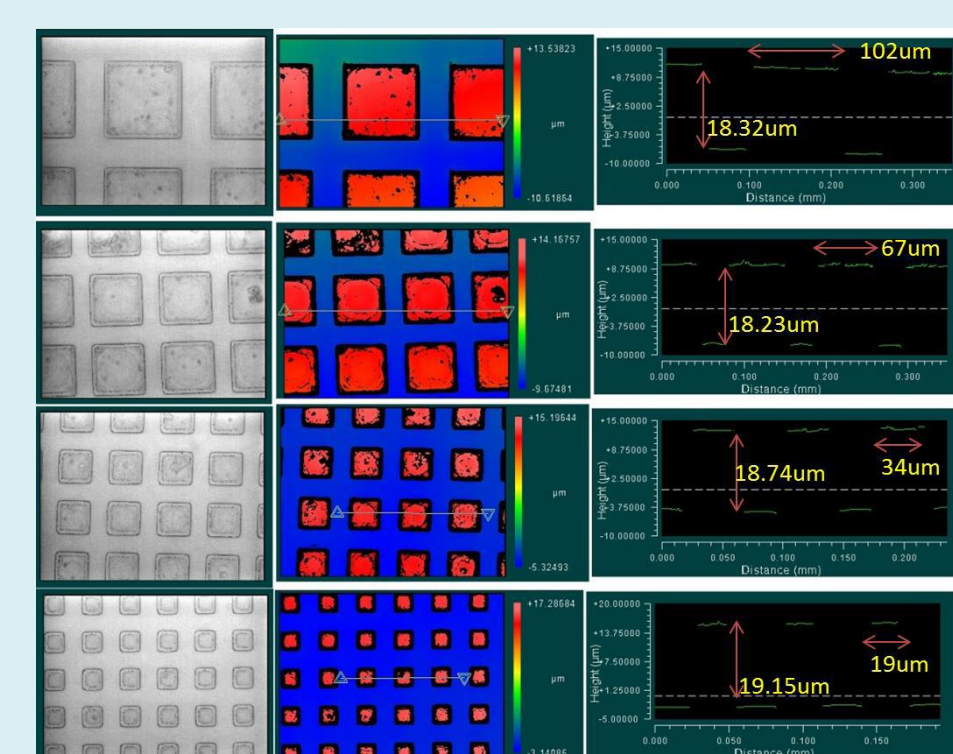 +13.53823
µm
-10.61864
+15.00000
+8.75000
+2.50000
-3.75000
-10.00000
Height (µm)
102um
18.32um
0.000 0.100 0.200 0.300
Distance (mm)
+14.16757
µm
-9.67481
+15.00000
+8.75000
+2.50000
-3.75000
-10.00000
Height (µm)
67um
18.23um
0.000 0.100 0.200 0.300
Distance (mm)
+15.19644
µm
-5.32493
+15.00000
+8.75000
+2.50000
-3.75000
-10.00000
Height (µm)
34um
18.74um
0.000 0.050 0.100 0.150 0.200
Distance (mm)
+17.28684
µm
-3.14086
+20.00000
+13.75000
+7.50000
+1.25000
-5.00000
Height (µm)
19um
19.15um
0.000 0.050 0.100 0.150
Distance (mm)